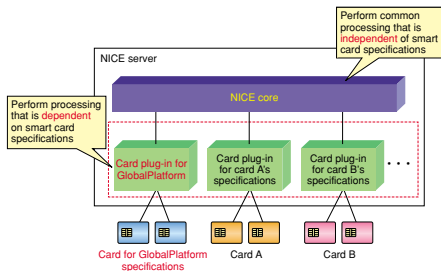 Perform common
processing that is
independent of smart
card specifications
NICE server
NICE core
Perform processing
that is dependent
on smart card
specifications
Card plug-in for
GlobalPlatform
Card plug-in
for card A's
specifications
Card plug-in
for card B's
specifications
Card for GlobalPlatform
specifications
Card A
Card B